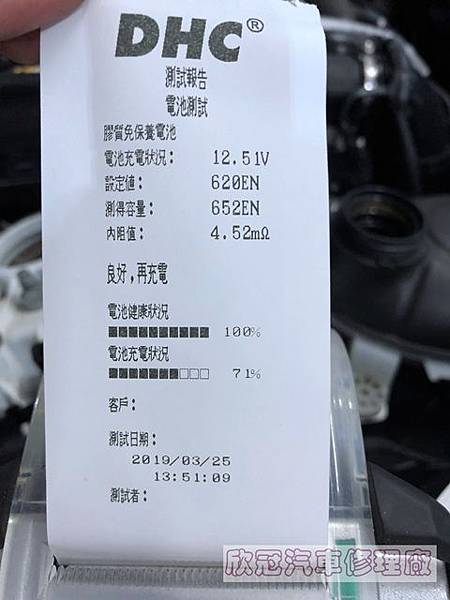 DHC®
測試報告
電池測試
膠質免保養電池
電池充電狀況: 12.51V
設定值: 620EN
測得容量: 652EN
內阻值: 4.52mΩ
良好,再充電
電池健康狀況
100%
電池充電狀況
71%
客戶:
測試日期:
2019/03/25
13:51:09
測試者:
欣冠汽車修理廠